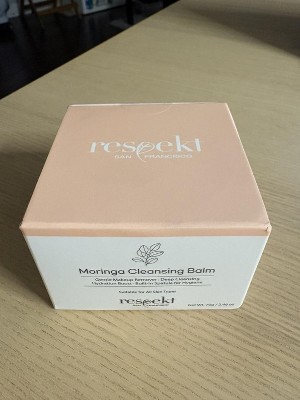 respekt
SAN FRANCISCO
Moringa Cleansing Balm
Gentle Makeup Remover • Deep Cleansing
Hydration Boost • Built-in Spatula for Hygiene
Suitable for All Skin Types
respekt